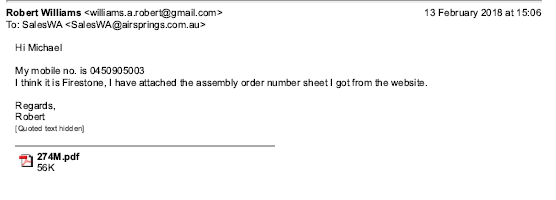 Robert Williams <williams.a.robert@gmail.com> 13 February 2018 at 15:06
To: SalesWA <SalesWA@airsprings.com.au>
Hi Michael
My mobile no. is 0450905003
I think it is Firestone, I have attached the assembly order number sheet I got from the website.
Regards,
Robert
[Quoted text hidden]
274M.pdf
56K